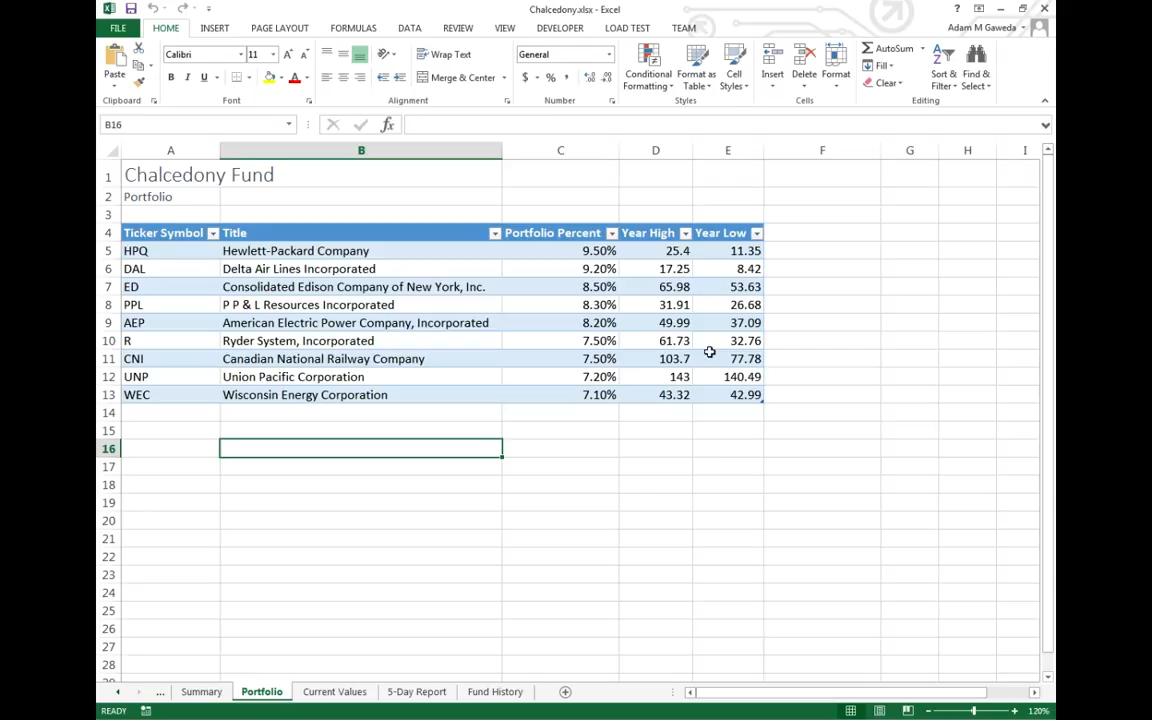 Chalcedony.xlsx - Excel
?
FILE HOME INSERT PAGE LAYOUT FORMULAS DATA REVIEW VIEW DEVELOPER LOAD TEST TEAM Adam M Gaweda
Paste
Calibri 11
B I U
A
Wrap Text
Merge & Center
General
$ % ,
Conditional Formatting
Format as Table
Cell Styles
Insert Delete Format
AutoSum
Fill
Clear
Sort & Filter
Find & Select
Clipboard Font Alignment Number Styles Cells Editing
B16 fx
A B C D E F G H I
1 Chalcedony Fund
2 Portfolio
3
4 Ticker Symbol Title Portfolio Percent Year High Year Low
5 HPQ Hewlett-Packard Company 9.50% 25.4 11.35
6 DAL Delta Air Lines Incorporated 9.20% 17.25 8.42
7 ED Consolidated Edison Company of New York, Inc. 8.50% 65.98 53.63
8 PPL P P & L Resources Incorporated 8.30% 31.91 26.68
9 AEP American Electric Power Company, Incorporated 8.20% 49.99 37.09
10 R Ryder System, Incorporated 7.50% 61.73 32.76
11 CNI Canadian National Railway Company 7.50% 103.7 77.78
12 UNP Union Pacific Corporation 7.20% 143 140.49
13 WEC Wisconsin Energy Corporation 7.10% 43.32 42.99
14
15
16
17
18
19
20
21
22
23
24
25
26
27
28
... Summary Portfolio Current Values 5-Day Report Fund History
READY 120%